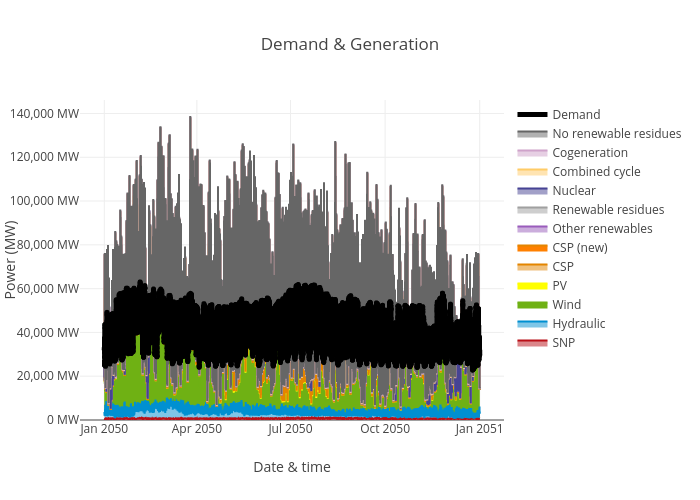 Demand & Generation
140,000 MW
120,000 MW
100,000 MW
80,000 MW
60,000 MW
40,000 MW
20,000 MW
0 MW
Power (MW)
Jan 2050
Apr 2050
Jul 2050
Oct 2050
Jan 2051
Date & time
Demand
No renewable residues
Cogeneration
Combined cycle
Nuclear
Renewable residues
Other renewables
CSP (new)
CSP
PV
Wind
Hydraulic
SNP